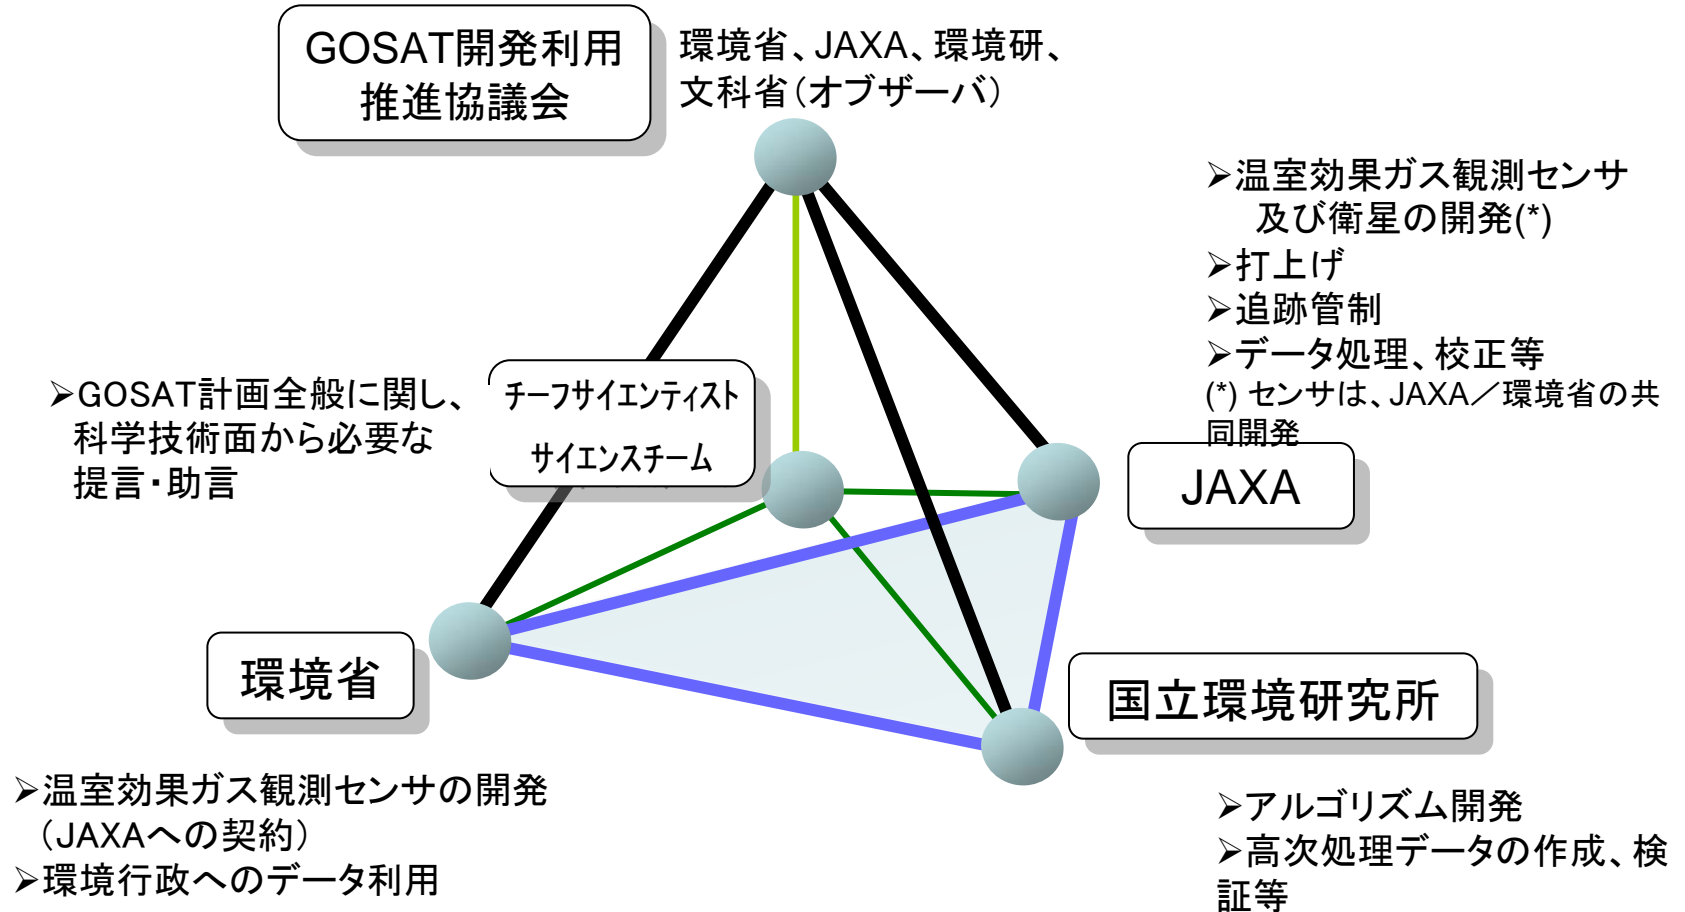 GOSAT開発利用
推進協議会
環境省、JAXA、環境研、
文科省（オブザーバ）
➢温室効果ガス観測センサ
及び衛星の開発(*)
➢打上げ
➢追跡管制
➢データ処理、校正等
(*) センサは、JAXA／環境省の共
同開発
JAXA
➢GOSAT計画全般に関し、
科学技術面から必要な
提言・助言
チーフサイエンティスト
サイエンスチーム
環境省
➢温室効果ガス観測センサの開発
（JAXAへの契約）
➢環境行政へのデータ利用
国立環境研究所
➢アルゴリズム開発
➢高次処理データの作成、検
証等